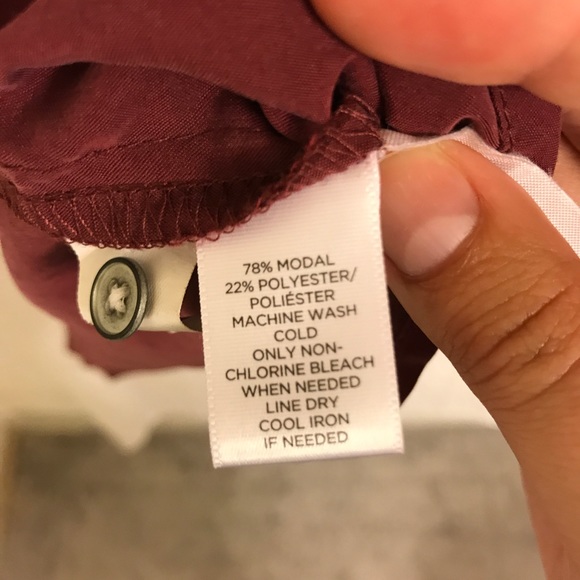 78% MODAL
22% POLYESTER/
POLIÉSTER
MACHINE WASH
COLD
ONLY NON-
CHLORINE BLEACH
WHEN NEEDED
LINE DRY
COOL IRON
IF NEEDED